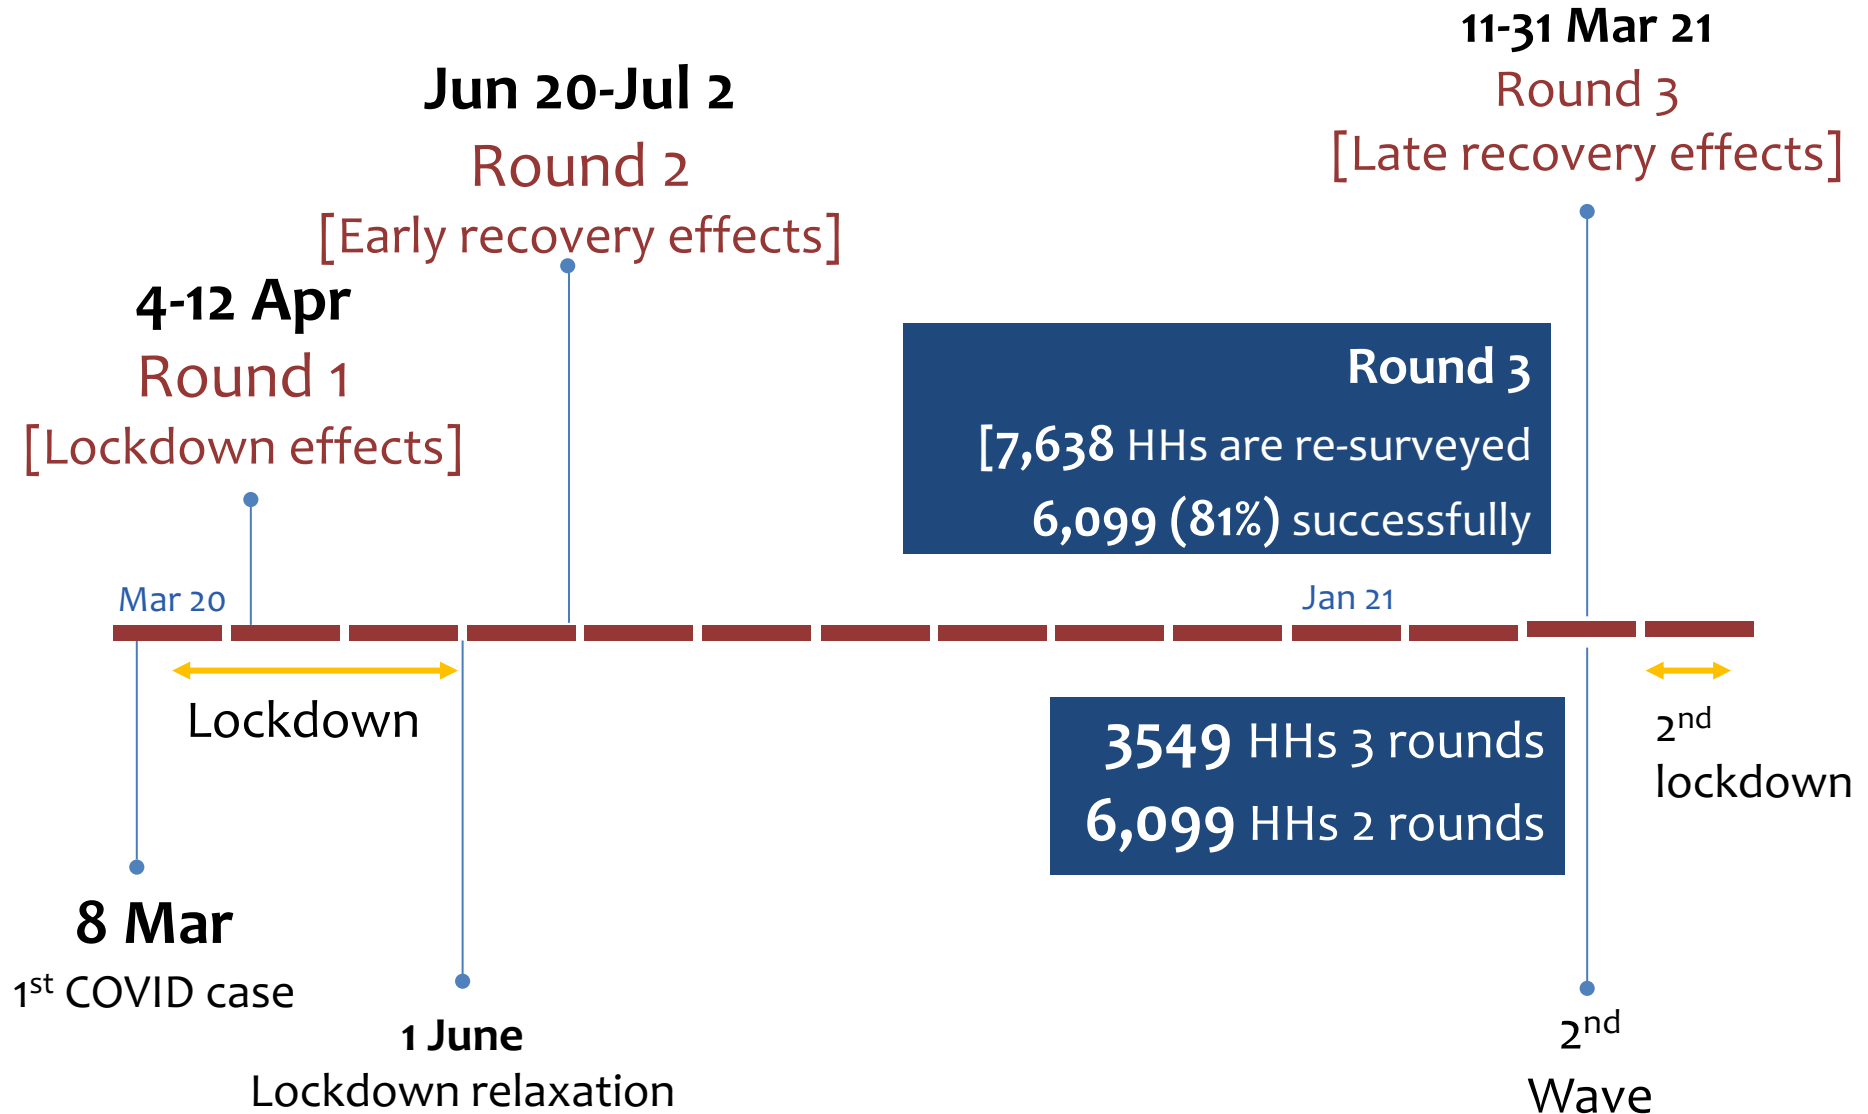 11-31 Mar 21
Round 3
[Late recovery effects]
Jun 20-Jul 2
Round 2
[Early recovery effects]
4-12 Apr
Round 1
[Lockdown effects]
Round 3
[7,638 HHs are re-surveyed
6,099 (81%) successfully
Mar 20
Jan 21
Lockdown
3549 HHs 3 rounds
6,099 HHs 2 rounds
2nd
lockdown
8 Mar
1st COVID case
1 June
Lockdown relaxation
2nd
Wave